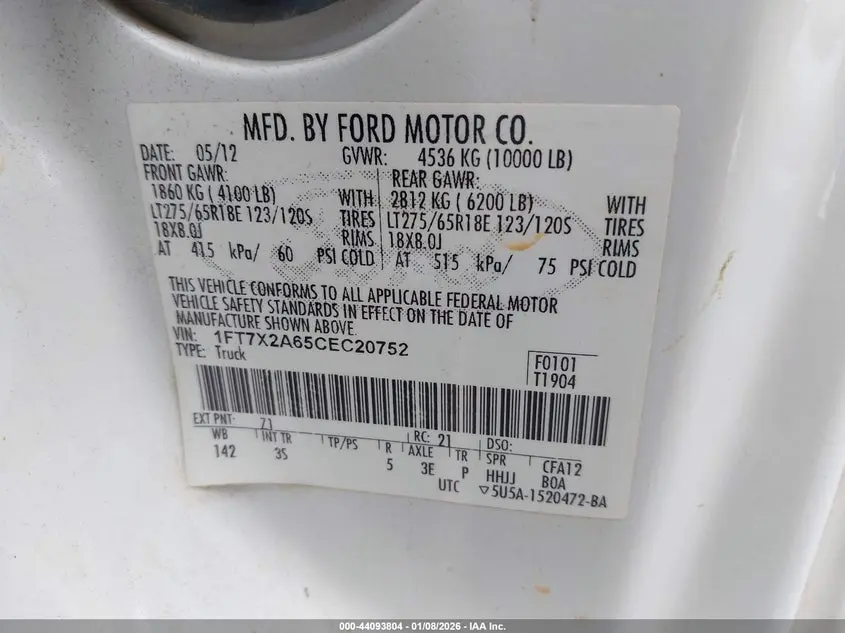 MFD. BY FORD MOTOR CO.
DATE: 05/12 GVWR: 4536 KG (10000 LB)
FRONT GAWR: REAR GAWR:
1860 KG (4100 LB) WITH 2812 KG (6200 LB) WITH
LT275/65R18E 123/120S TIRES LT275/65R18E 123/120S TIRES
18X8.0J RIMS 18X8.0J RIMS
AT 415 kPa/ 60 PSI COLD AT 515 kPa/ 75 PSI COLD
THIS VEHICLE CONFORMS TO ALL APPLICABLE FEDERAL MOTOR
VEHICLE SAFETY STANDARDS IN EFFECT ON THE DATE OF
MANUFACTURE SHOWN ABOVE.
VIN: 1FT7X2A65CEC20752
TYPE: Truck
F0101
T1904
EXT PNT: 71 RC: 21 DSO:
WB INT TR TP/PS R AXLE TR SPR CFA12
142 3S 5 3E P HHJJ B0A
UTC ▽5U5A-1520472-BA
000-44093804 - 01/08/2026 - IAA Inc.